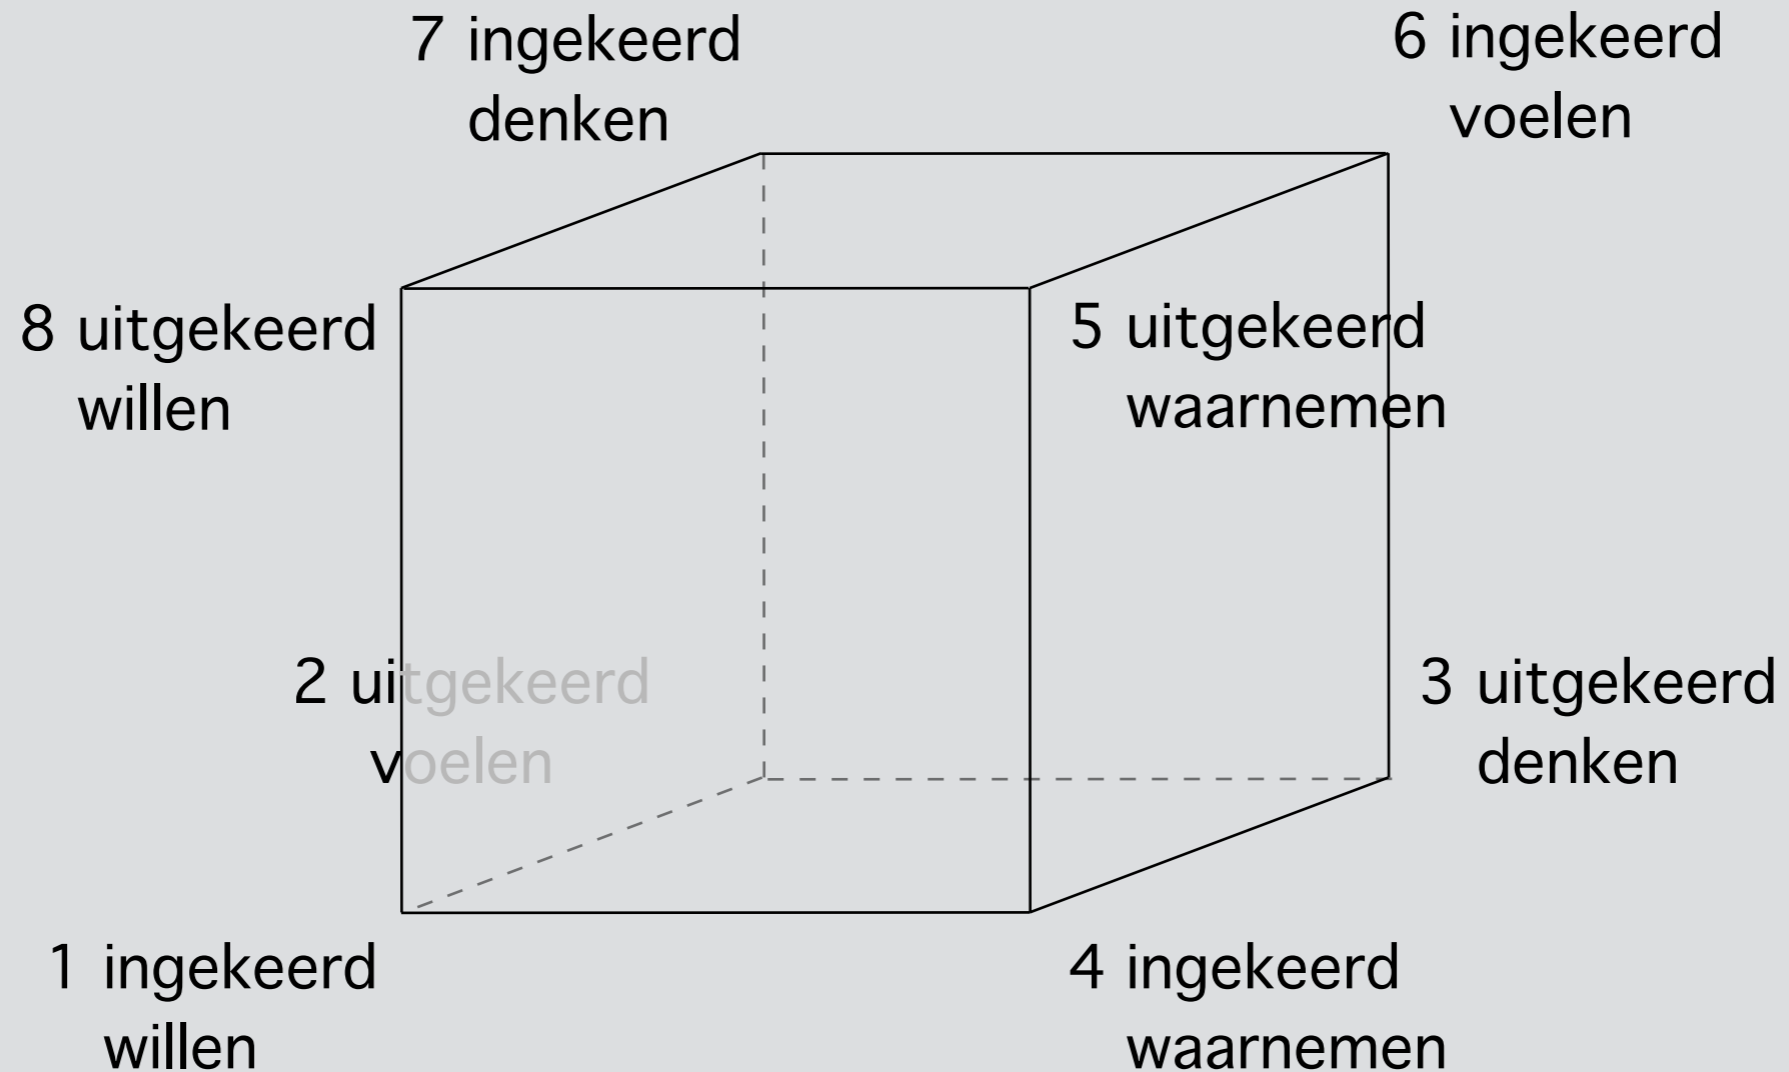 7 ingekeerd
denken
6 ingekeerd
voelen
8 uitgekeerd
willen
5 uitgekeerd
waarnemen
2 uitgekeerd
voelen
3 uitgekeerd
denken
1 ingekeerd
willen
4 ingekeerd
waarnemen